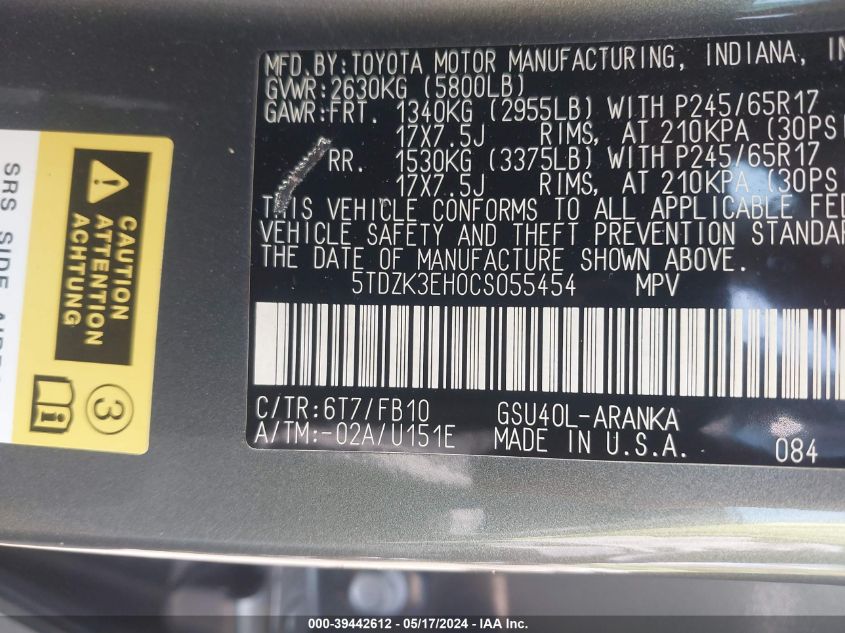 MFD.BY:TOYOTA MOTOR MANUFACTURING, INDIANA,
GVWR:2630KG (5800LB)
GAWR:FRT. 1340KG (2955LB) WITH P245/65R17
17X7.5J RIMS, AT 210KPA (30PSI
RR. 1530KG (3375LB) WITH P245/65R17
17X7.5J RIMS, AT 210KPA (30PS
THIS VEHICLE CONFORMS TO ALL APPLICABLE FED
VEHICLE SAFETY AND THEFT PREVENTION STANDAR
THE DATE OF MANUFACTURE SHOWN ABOVE.
5TDZK3EH0CS055454 MPV
C/TR:6T7/FB10 GSU40L-ARANKA
A/TM:-02A/U151E MADE IN U.S.A. 084
SRS SIDE
CAUTION
ATTENTION
ACHTUNG
3
000-39442612 - 05/17/2024 - IAA Inc.